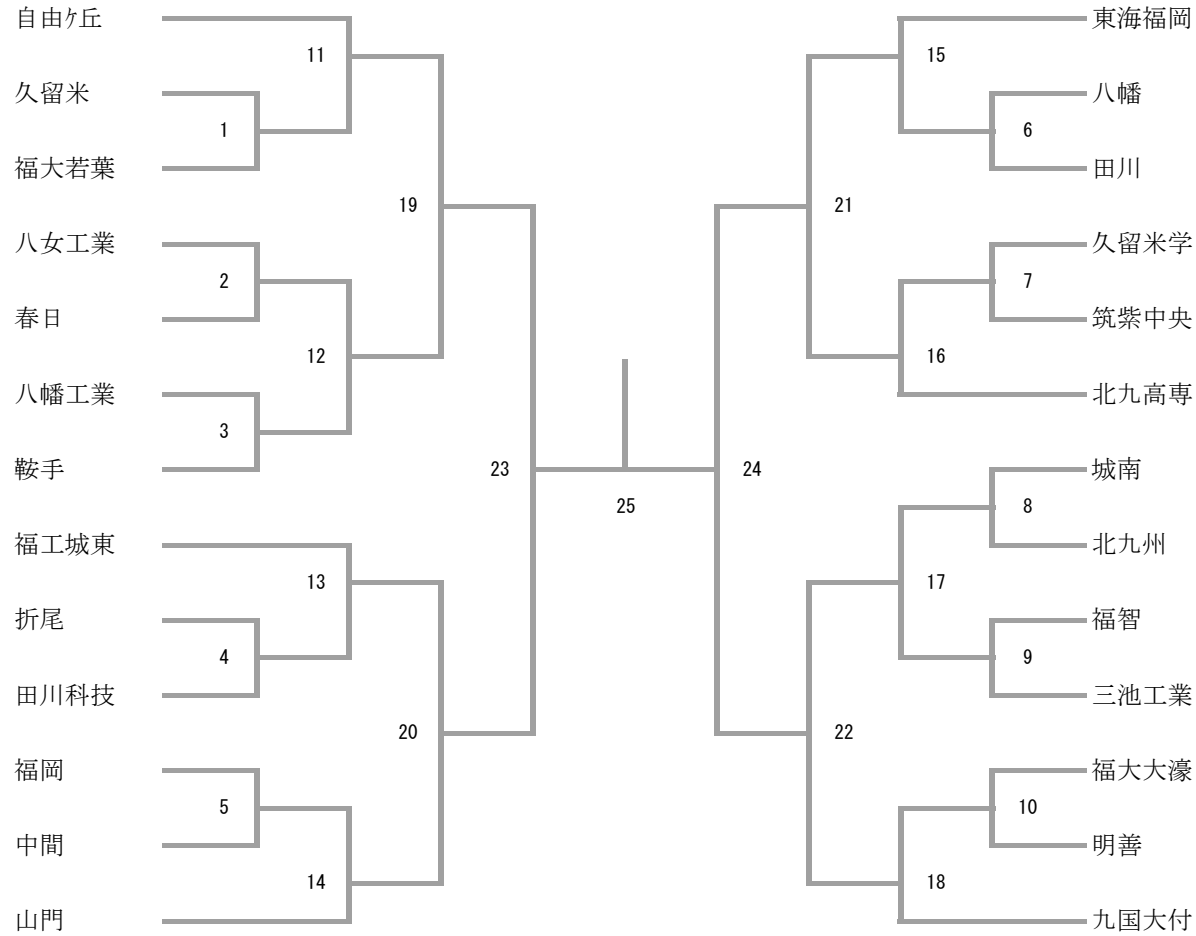 自由ケ丘
11
久留米
1
福大若葉
19
八女工業
2
春日
12
八幡工業
3
鞍手
23
福工城東
13
折尾
4
田川科技
20
福岡
5
中間
14
山門
25
東海福岡
15
八幡
6
田川
21
久留米学
7
筑紫中央
16
北九高専
24
城南
8
北九州
17
福智
9
三池工業
22
福大大濠
10
明善
18
九国大付